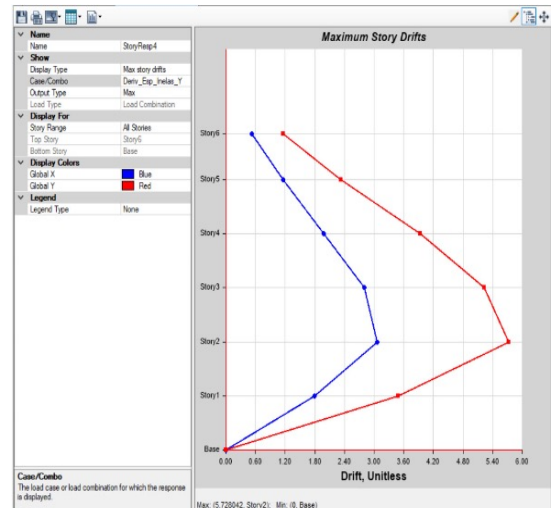 Maximum Story Drifts
Name
Name StoryResp4
Show
Display Type Max story drifts
Case/Combo Deriv_Esp_Inelas_Y
Output Type Max
Load Type Load Combination
Display For
Story Range All Stories
Top Story Story6
Bottom Story Base
Display Colors
Global X Blue
Global Y Red
Legend
Legend Type None
Story6
Story5
Story4
Story3
Story2
Story1
Base
0.00 0.60 1.20 1.80 2.40 3.00 3.60 4.20 4.80 5.40 6.00
Drift, Unitless
Case/Combo
The load case or load combination for which the response
is displayed.
Max: (5.726042, Story2); Min: (0, Base)